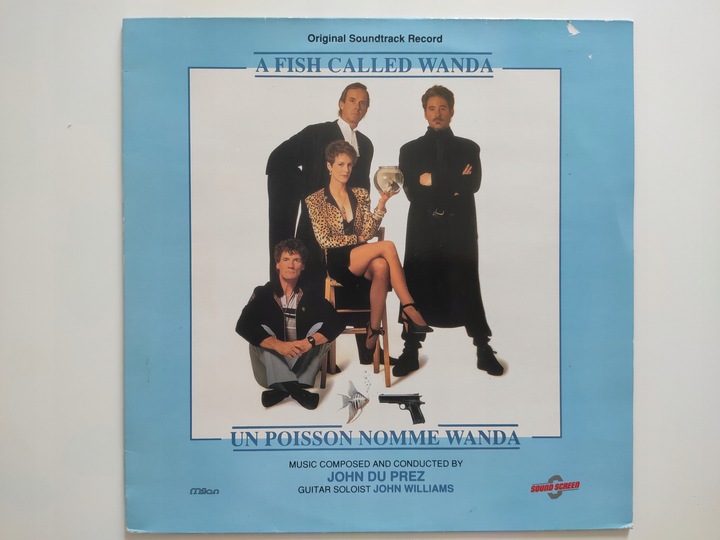 Original Soundtrack Record
A FISH CALLED WANDA
UN POISSON NOMME WANDA
MUSIC COMPOSED AND CONDUCTED BY
JOHN DU PREZ
GUITAR SOLOIST JOHN WILLIAMS
milan
SOUND SCREEN